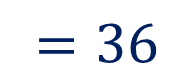 = 36